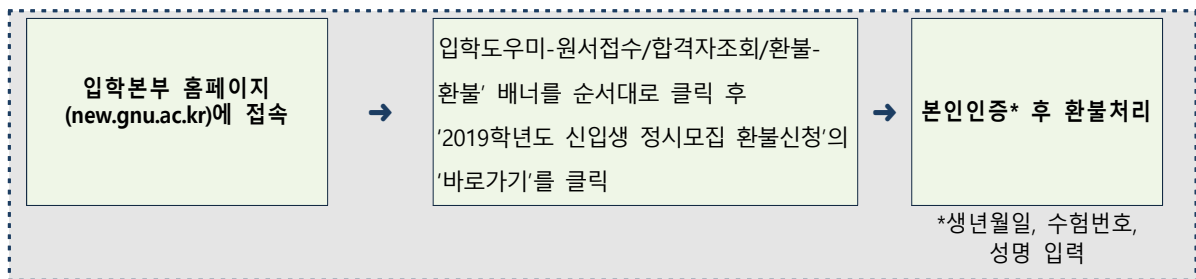 입학본부 홈페이지
(new.gnu.ac.kr)에 접속
➜
입학도우미-원서접수/합격자조회/환불-
환불' 배너를 순서대로 클릭 후
'2019학년도 신입생 정시모집 환불신청'의
'바로가기'를 클릭
➜
본인인증* 후 환불처리
*생년월일, 수험번호,
성명 입력